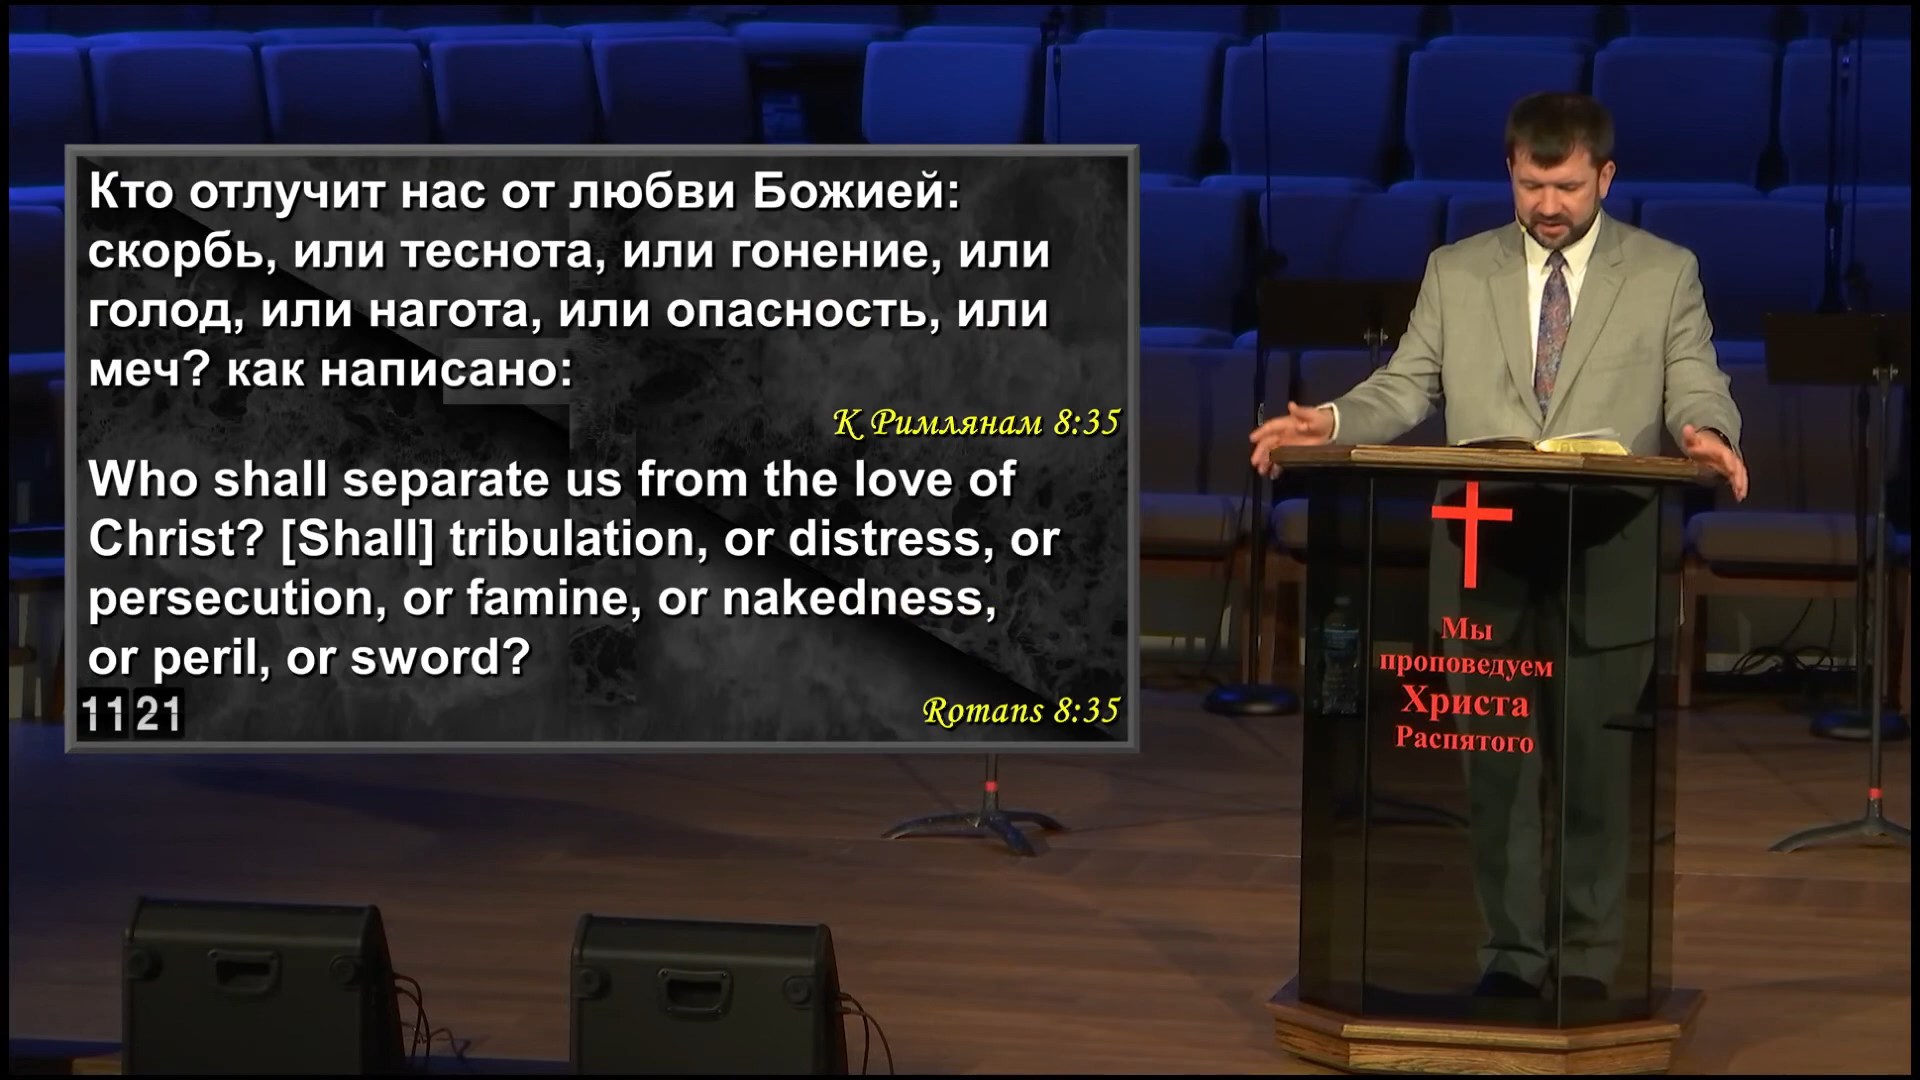 Кто отлучит нас от любви Божией:
скорбь, или теснота, или гонение, или
голод, или нагота, или опасность, или
меч? как написано:
К Римлянам 8:35
Who shall separate us from the love of
Christ? [Shall] tribulation, or distress, or
persecution, or famine, or nakedness,
or peril, or sword?
Romans 8:35
11 21
Мы
проповедуем
Христа
Распятого